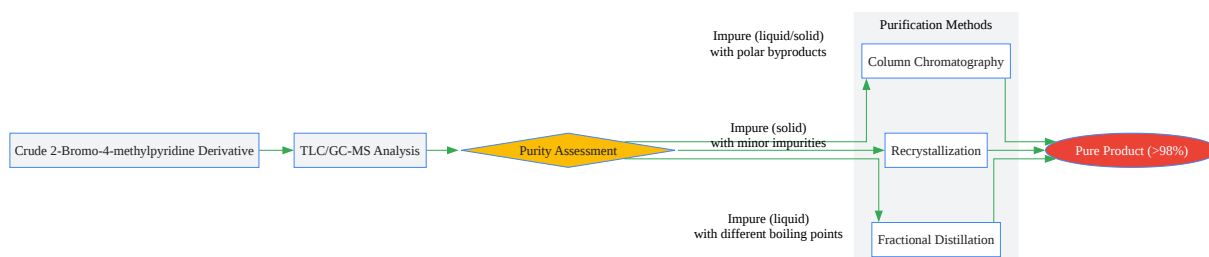 Purification Methods
Impure (liquid/solid)
with polar byproducts
Column Chromatography
Crude 2-Bromo-4-methylpyridine Derivative
TLC/GC-MS Analysis
Purity Assessment
Impure (solid)
with minor impurities
Recrystallization
Pure Product (>98%)
Impure (liquid)
with different boiling points
Fractional Distillation